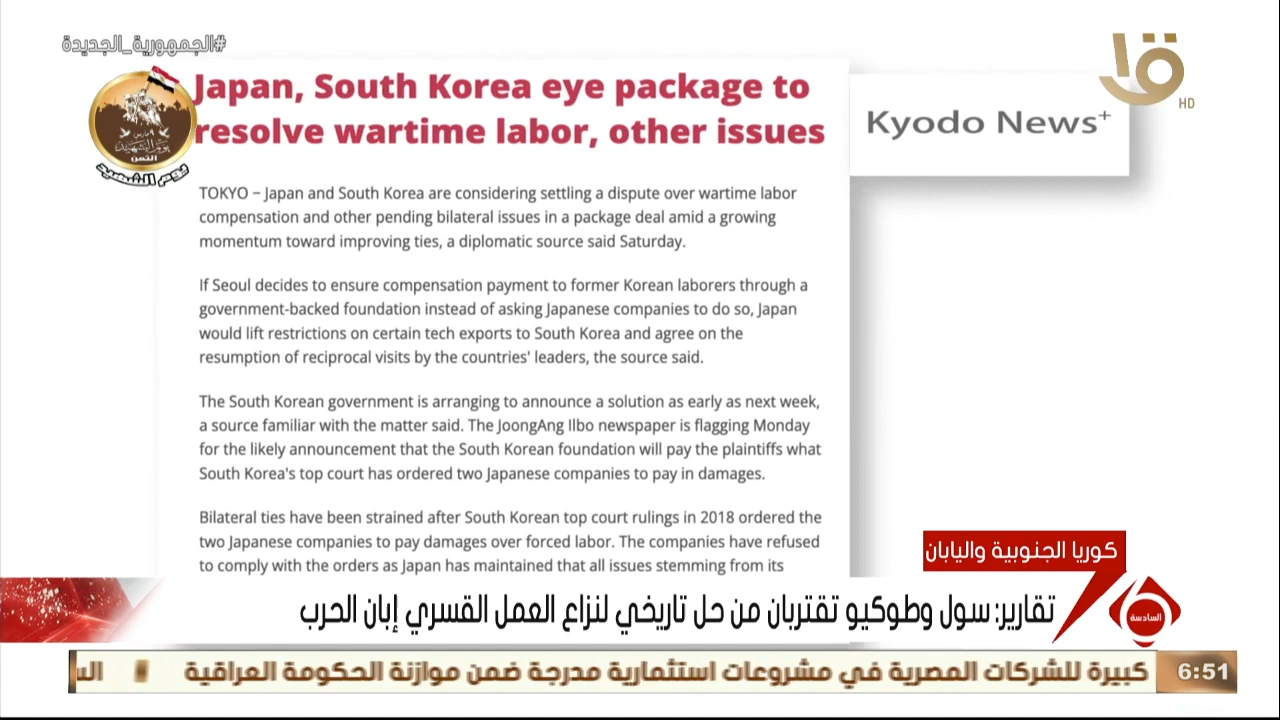 #الجمهورية_الجديدة
Japan, South Korea eye package to
resolve wartime labor, other issues
Kyodo News+
HD
٩ مارس
يوم الشهيد
الثمن
يوم الشهيد
TOKYO – Japan and South Korea are considering settling a dispute over wartime labor
compensation and other pending bilateral issues in a package deal amid a growing
momentum toward improving ties, a diplomatic source said Saturday.
If Seoul decides to ensure compensation payment to former Korean laborers through a
government-backed foundation instead of asking Japanese companies to do so, Japan
would lift restrictions on certain tech exports to South Korea and agree on the
resumption of reciprocal visits by the countries' leaders, the source said.
The South Korean government is arranging to announce a solution as early as next week,
a source familiar with the matter said. The JoongAng Ilbo newspaper is flagging Monday
for the likely announcement that the South Korean foundation will pay the plaintiffs what
South Korea's top court has ordered two Japanese companies to pay in damages.
Bilateral ties have been strained after South Korean top court rulings in 2018 ordered the
two Japanese companies to pay damages over forced labor. The companies have refused
to comply with the orders as Japan has maintained that all issues stemming from its
كوريا الجنوبية واليابان
تقارير: سول وطوكيو تقتربان من حل تاريخي لنزاع العمل القسري إبان الحرب
السادسة
كبيرة للشركات المصرية في مشروعات استثمارية مدرجة ضمن موازنة الحكومة العراقية
6:51